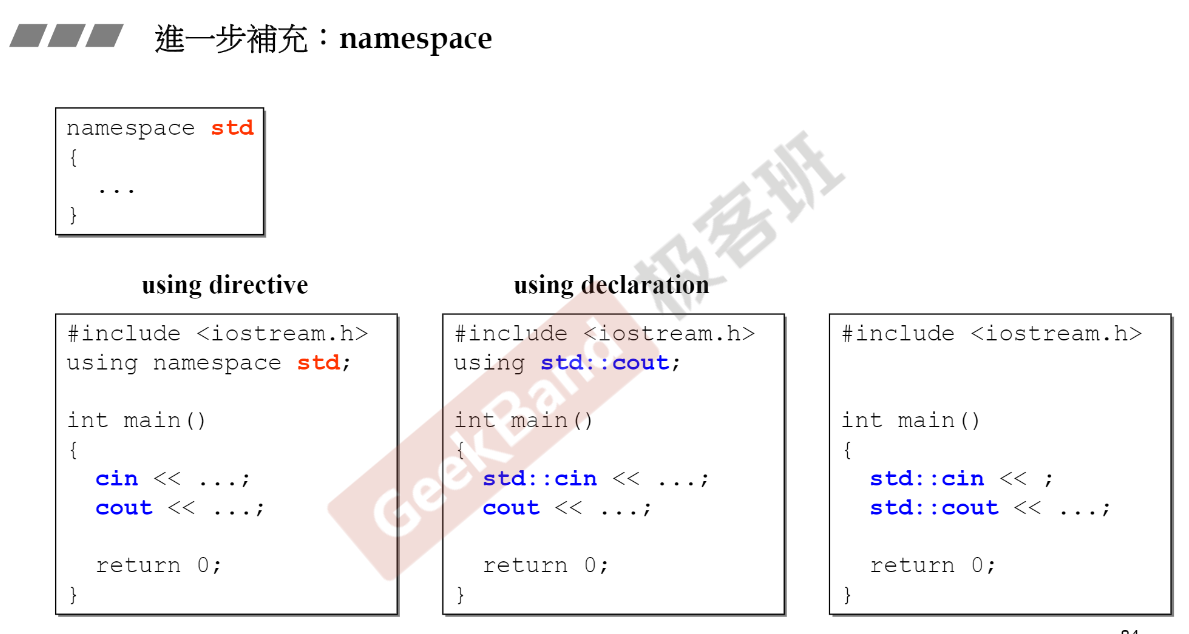 進一步補充：namespace
namespace std
{
...
}
using directive
#include <iostream.h>
using namespace std;
int main()
{
cin << ...;
cout << ...;
return 0;
}
using declaration
#include <iostream.h>
using std::cout;
int main()
{
std::cin << ...;
cout << ...;
return 0;
}
#include <iostream.h>
int main()
{
std::cin << ;
std::cout << ...;
return 0;
}
GeekBand 极客班